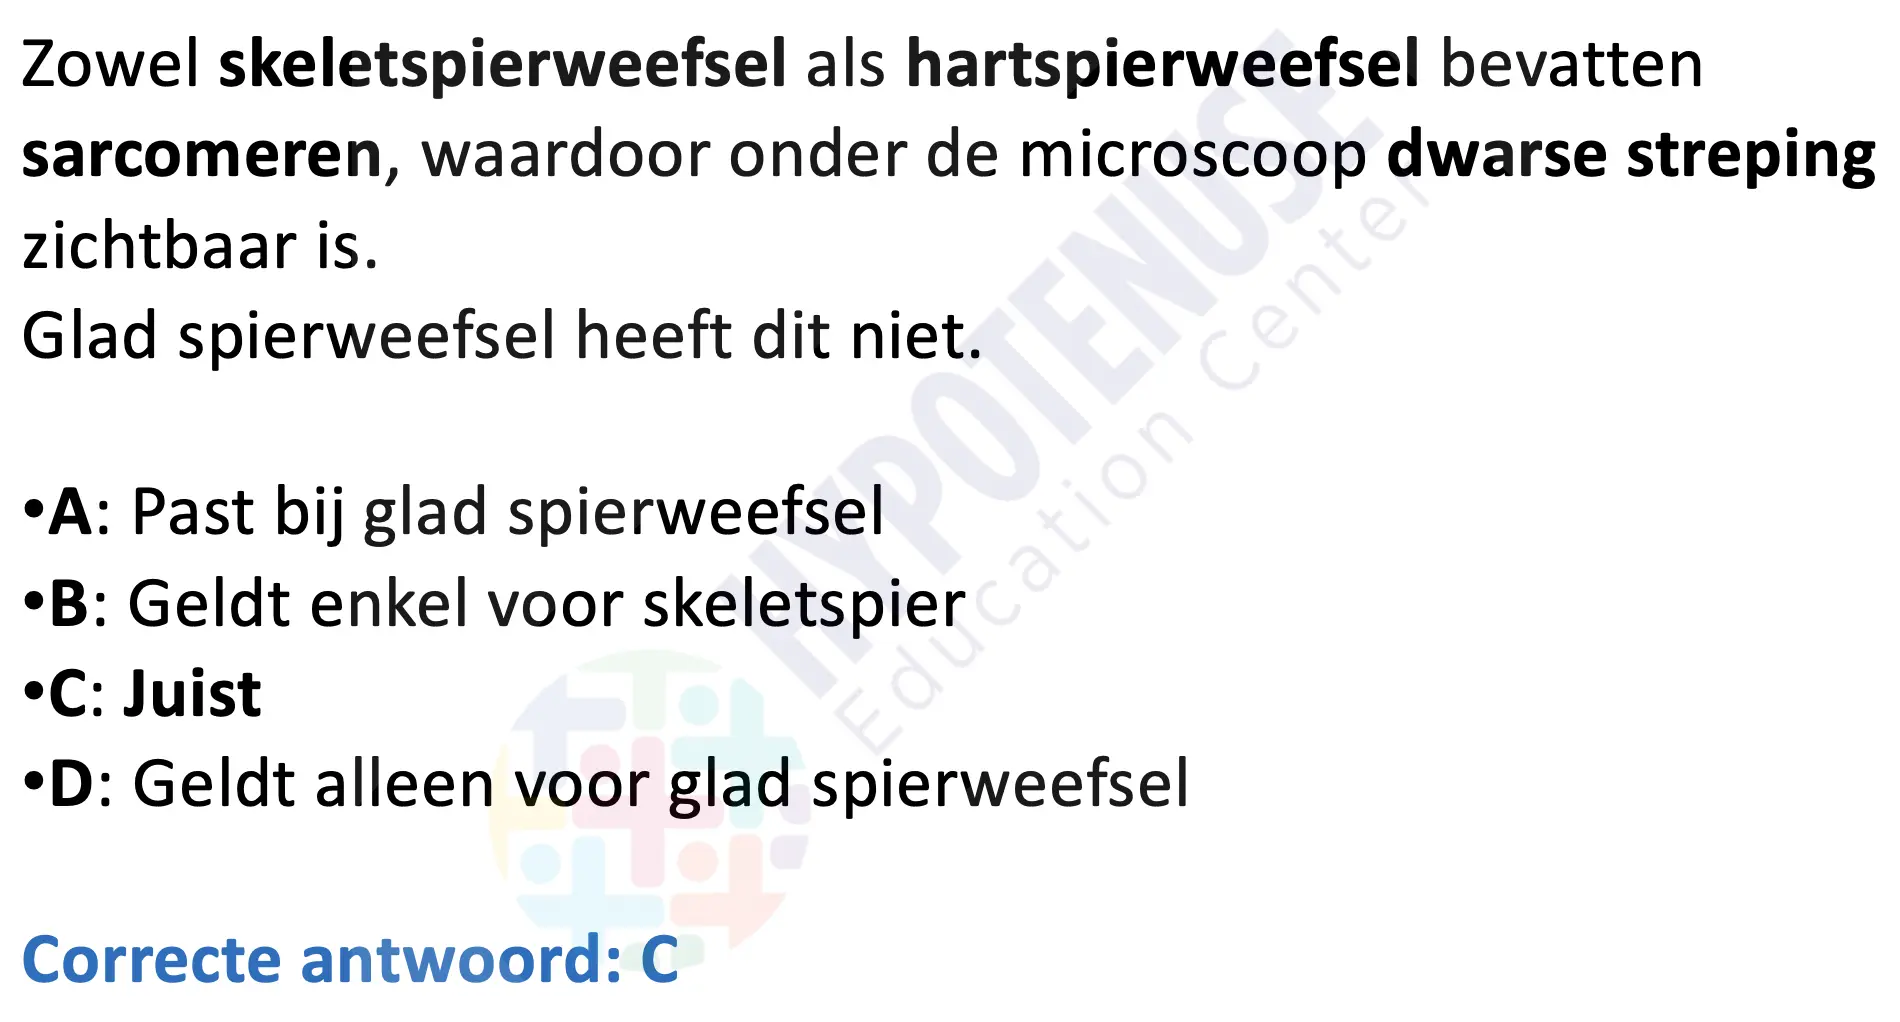 Zowel skeletspierweefsel als hartspierweefsel bevatten
sarcomeren, waardoor onder de microscoop dwarse streping
zichtbaar is.
Glad spierweefsel heeft dit niet.
•A: Past bij glad spierweefsel
•B: Geldt enkel voor skeletspier
•C: Juist
•D: Geldt alleen voor glad spierweefsel
Correcte antwoord: C
HYPOTENUSE
Education Center